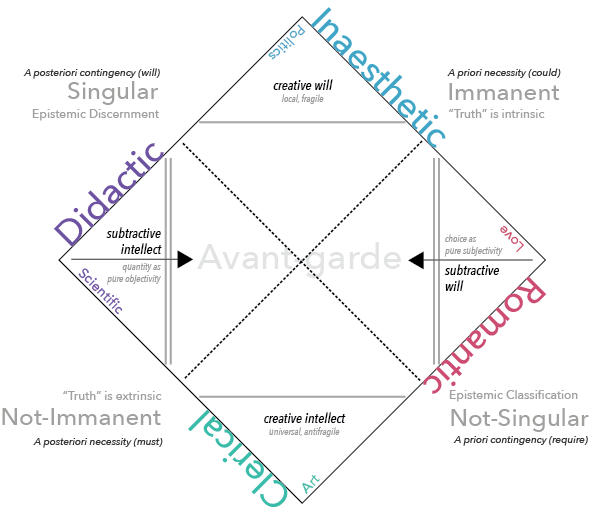 Politics
Inaesthetic
A posteriori contingency (will)
Singular
Epistemic Discernment
creative will
local, fragile
A priori necessity (could)
Immanent
“Truth” is intrinsic
Didactic
subtractive
intellect
quantity as
pure objectivity
Scientific
Avant garde
choice as
pure subjectivity
subtractive
will
Love
Romantic
“Truth” is extrinsic
Not-Immanent
A posteriori necessity (must)
creative intellect
universal, antifragile
Epistemic Classification
Not-Singular
A priori contingency (require)
Clerical
Art